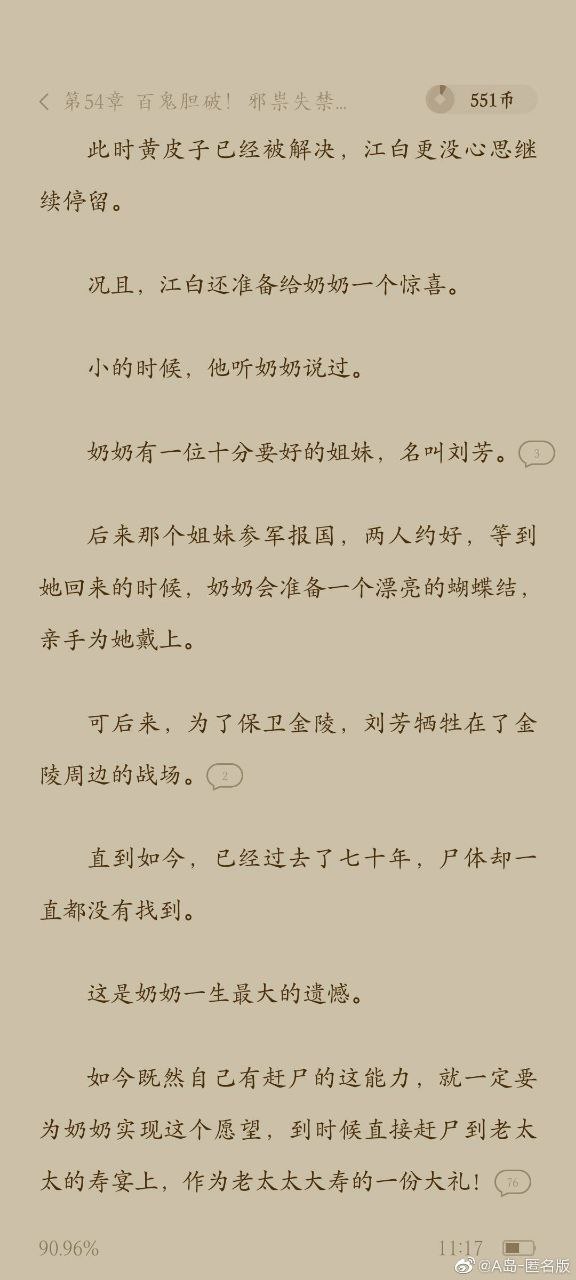 第54章 百鬼胆破！邪祟失禁...
551币
此时黄皮子已经被解决，江白更没心思继
续停留。
况且，江白还准备给奶奶一个惊喜。
小的时候，他听奶奶说过。
奶奶有一位十分要好的姐妹，名叫刘芳。
3
后来那个姐妹参军报国，两人约好，等到
她回来的时候，奶奶会准备一个漂亮的蝴蝶结，
亲手为她戴上。
可后来，为了保卫金陵，刘芳牺牲在了金
陵周边的战场。
2
直到如今，已经过去了七十年，尸体却一
直都没有找到。
这是奶奶一生最大的遗憾。
如今既然自己有赶尸的这能力，就一定要
为奶奶实现这个愿望，到时候直接赶尸到老太
太的寿宴上，作为老太太大寿的一份大礼！
76
90.96%
11:17
@A岛-匿名版